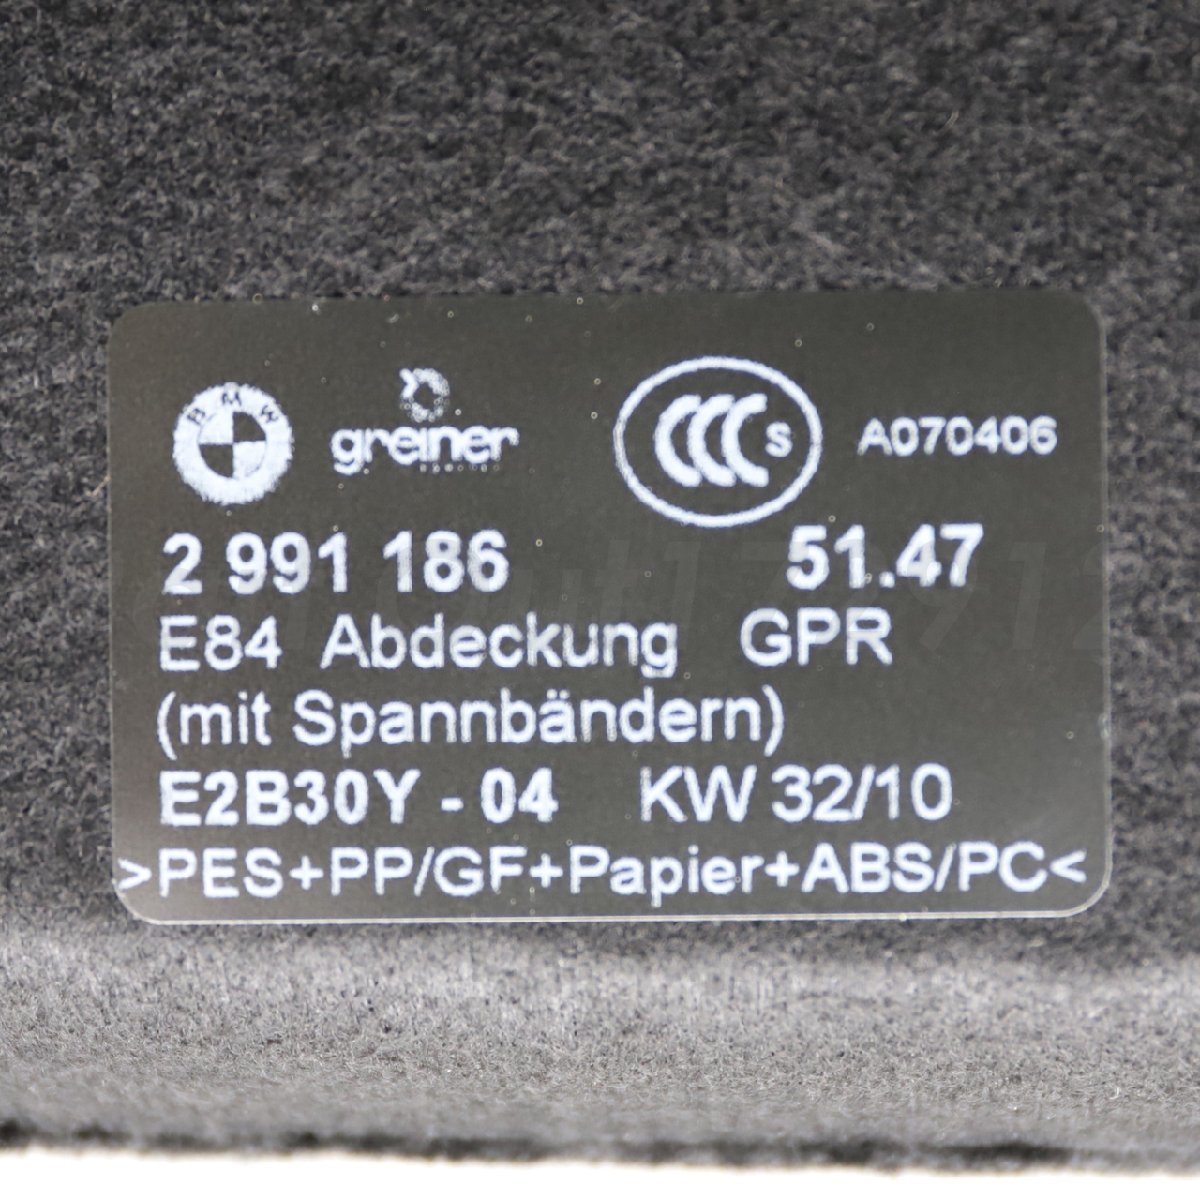 BMW greiner CCC S A070406
2 991 186 51.47
E84 Abdeckung GPR
(mit Spannbändern)
E2B30Y - 04 KW 32/10
>PES+PP/GF+Papier+ABS/PC<